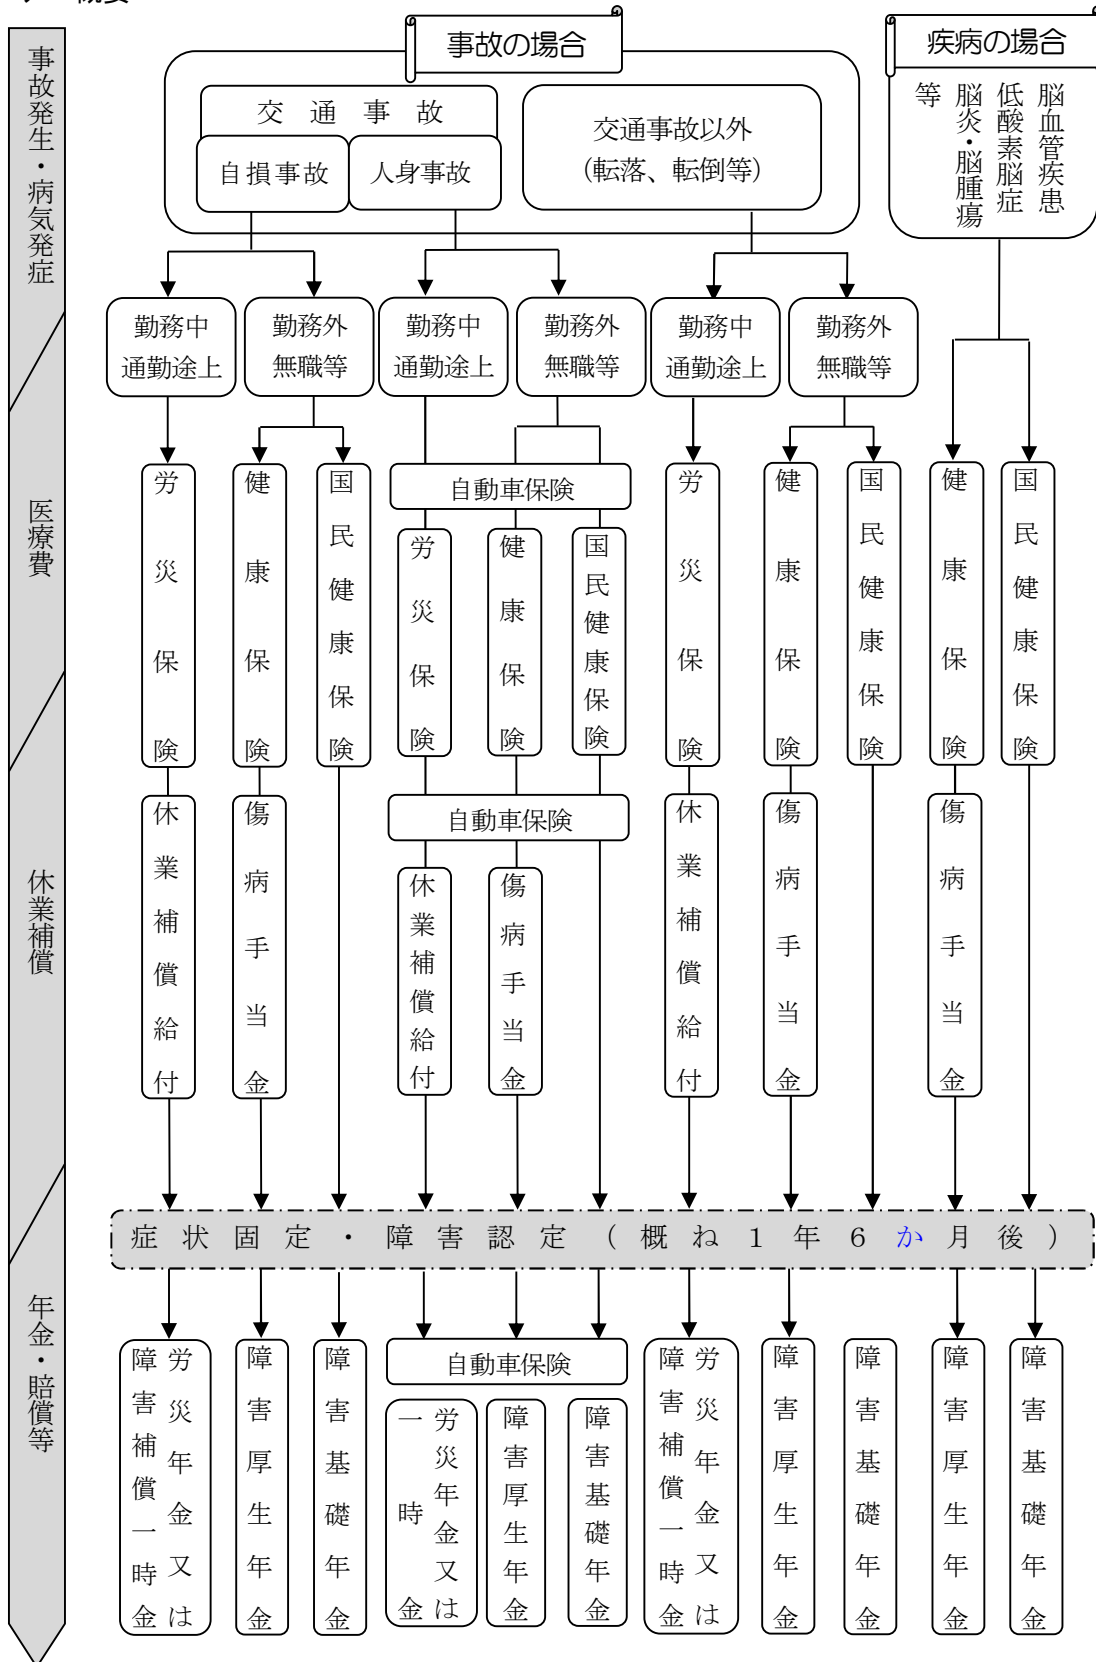 事故の場合
疾病の場合
交通事故
自損事故
人身事故
交通事故以外
（転落、転倒等）
脳血管疾患
低酸素脳症
脳炎・脳腫瘍
等
事故発生・病気発症
勤務中
通勤途上
勤務外
無職等
勤務中
通勤途上
勤務外
無職等
勤務中
通勤途上
勤務外
無職等
医療費
労災保険
健康保険
国民健康保険
自動車保険
労災保険
健康保険
国民健康保険
労災保険
健康保険
国民健康保険
健康保険
国民健康保険
休業補償
休業補償給付
傷病手当金
自動車保険
休業補償給付
傷病手当金
休業補償給付
傷病手当金
傷病手当金
症状固定・障害認定（概ね１年６か月後）
年金・賠償等
労災年金又は
障害補償一時金
障害厚生年金
障害基礎年金
自動車保険
労災年金又は
一時金
障害厚生年金
障害基礎年金
労災年金又は
障害補償一時金
障害厚生年金
障害基礎年金
障害厚生年金
障害基礎年金